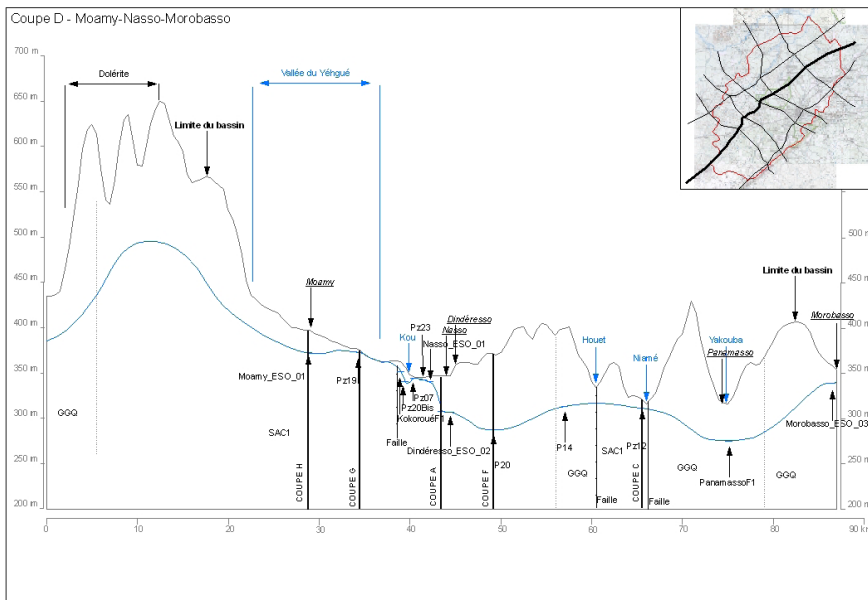 Coupe D - Moamy-Nasso-Morobasso
700 m
Dolérite
Vallée du Yéhgué
650 m
Limite du bassin
600 m
550 m
500 m
500 m
450 m
450 m
Limite du bassin
Moamy
Dindéresso
Morobasso
400 m
400 m
Pz23
Nasso
Kou
Nasso_ESO_01
Houet
Niamé
Yakouba
Panamasso
350 m
350 m
Moamy_ESO_01
Pz19
Pz07
Pz20Bis
KokorouéF1
300 m
300 m
GGQ
SAC1
Faille
Dindéresso_ESO_02
P14
SAC1
Pz12
Morobasso_ESO_03
250 m
250 m
P20
GGQ
GGQ
GGQ
PanamassoF1
COUPE H
COUPE G
COUPE A
COUPE F
COUPE C
Faille
Faille
200 m
200 m
0
10
20
30
40
50
60
70
80
90 km